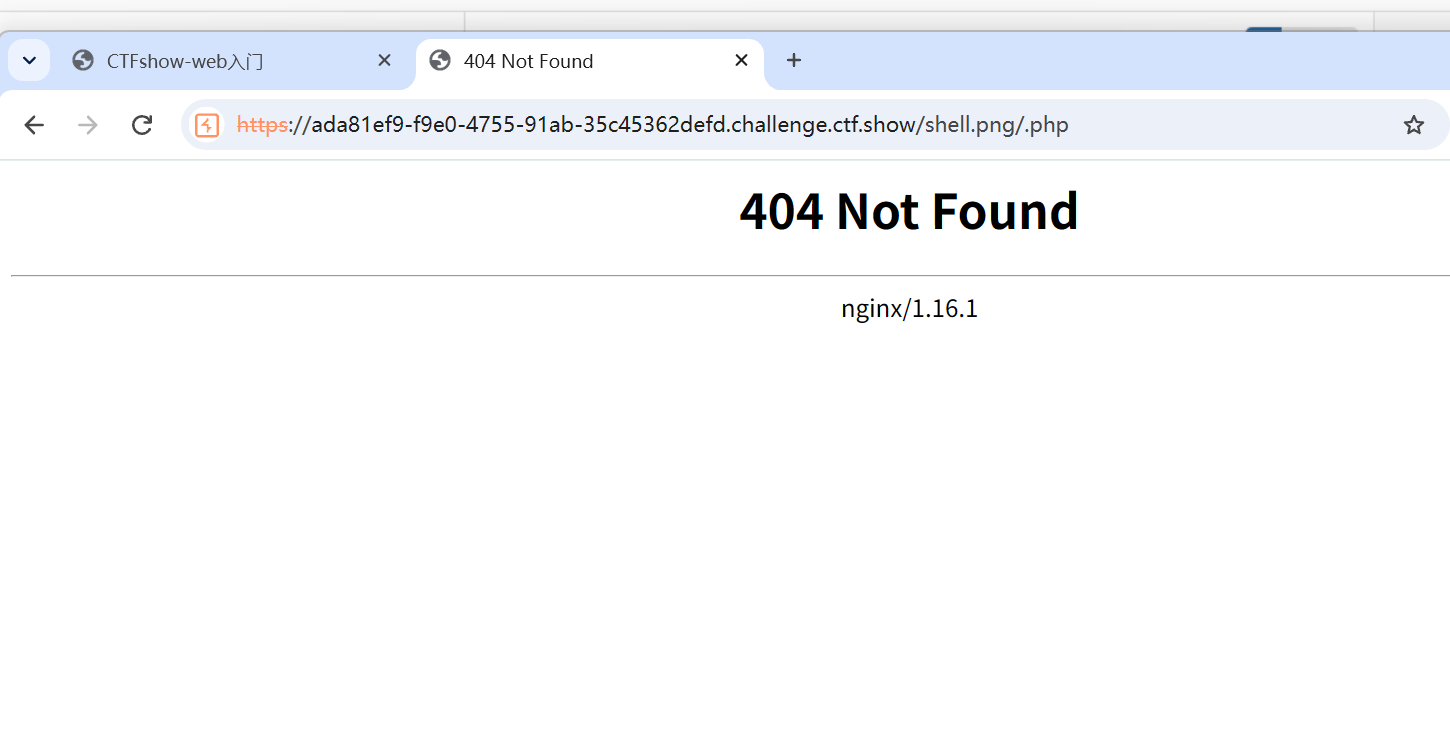 CTFshow-web入门
404 Not Found
https://ada81ef9-f9e0-4755-91ab-35c45362defd.challenge.ctf.show/shell.png/.php
404 Not Found
nginx/1.16.1